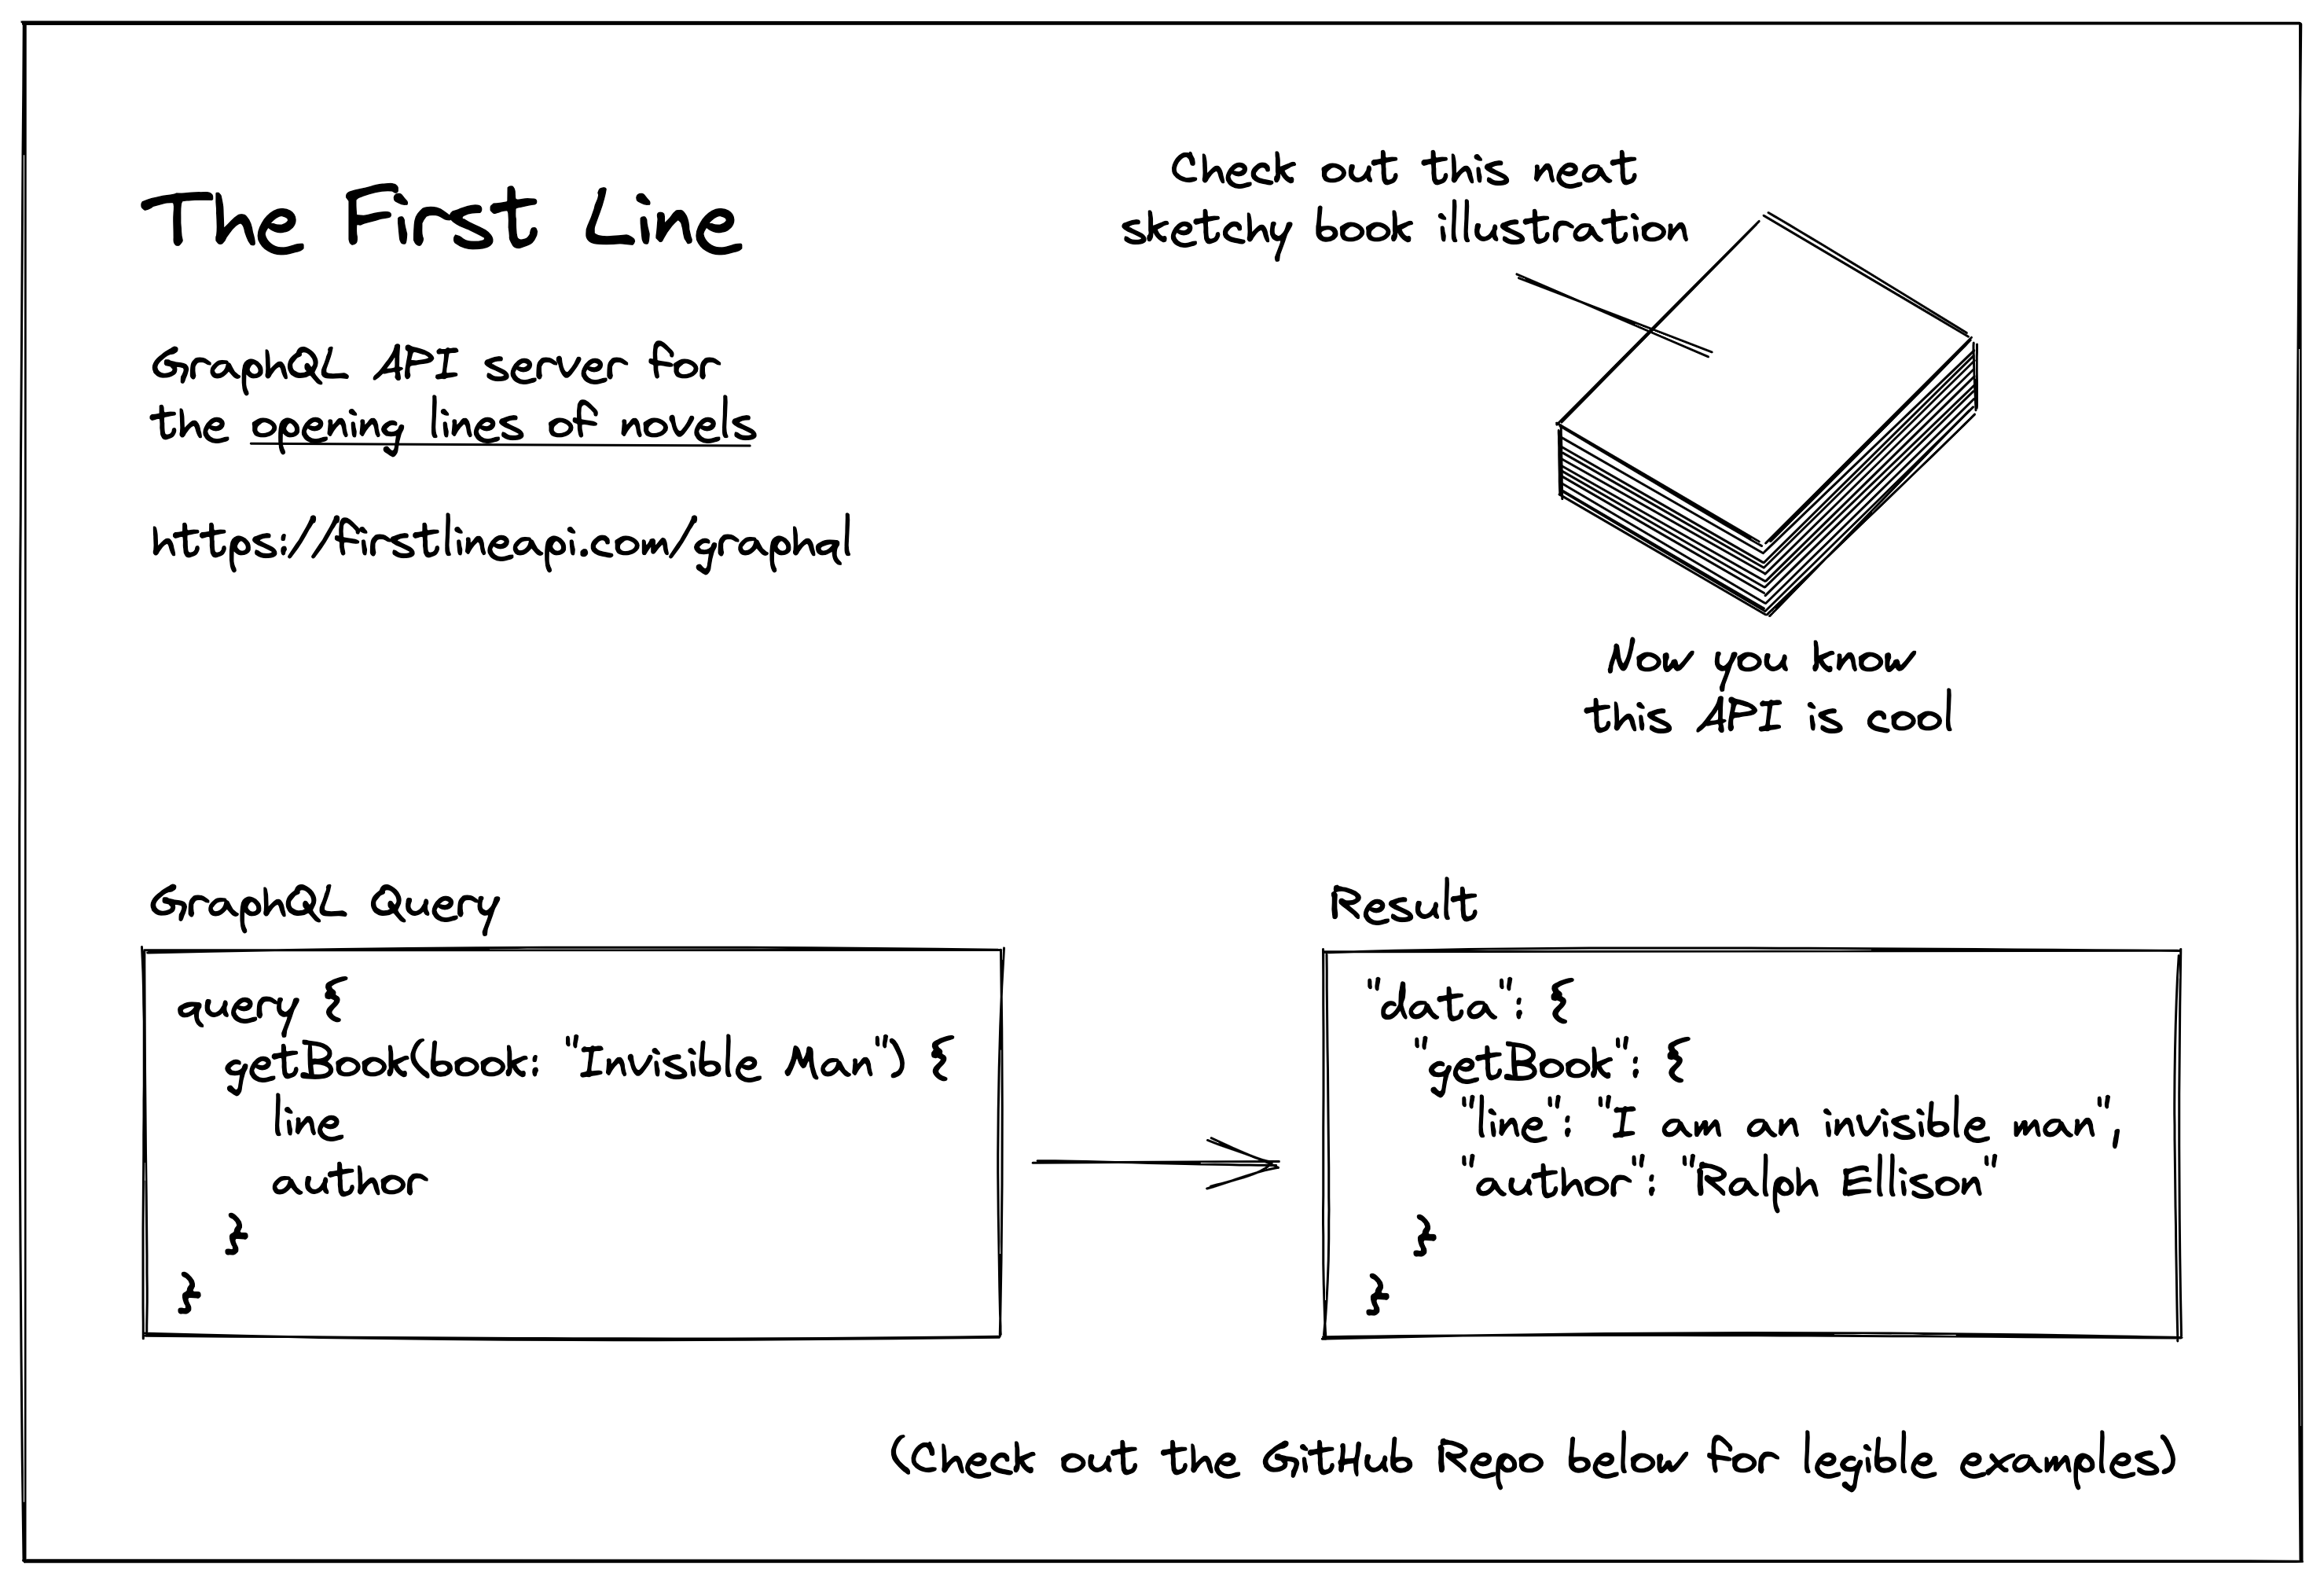 The First Line
GraphQL API server for
the opening lines of novels
https://firstlineapi.com/graphql
Check out this neat
sketchy book illustration
Now you know
this API is cool
GraphQL Query
query {
getBook(book: "Invisible Man") {
line
author
}
}
Result
"data": {
"getBook": {
"line": "I am an invisible man",
"author": "Ralph Ellison"
}
}
(Check out the GitHub Repo below for legible examples)